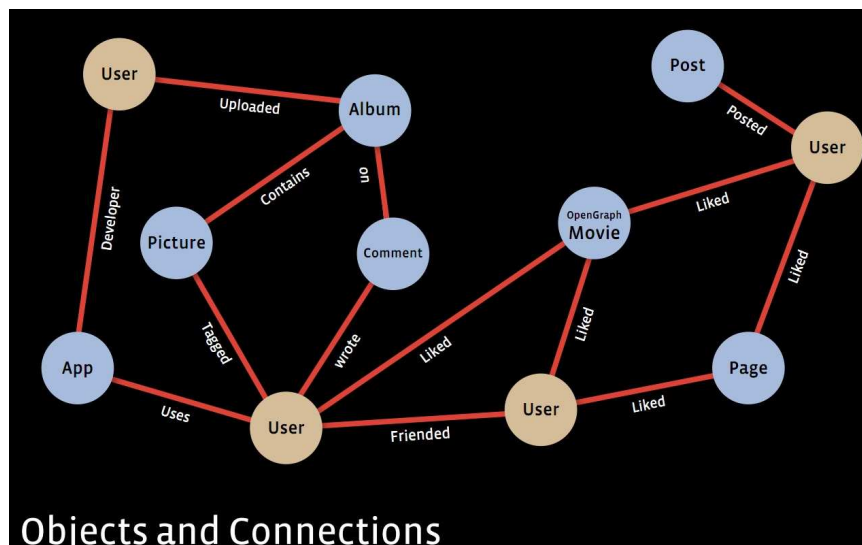 User
Uploaded
Album
Post
Posted
User
Developer
Contains
on
Liked
OpenGraph
Movie
Picture
Comment
Liked
Tagged
wrote
Liked
Liked
App
Page
Uses
User
Friended
User
Liked
Objects and Connections